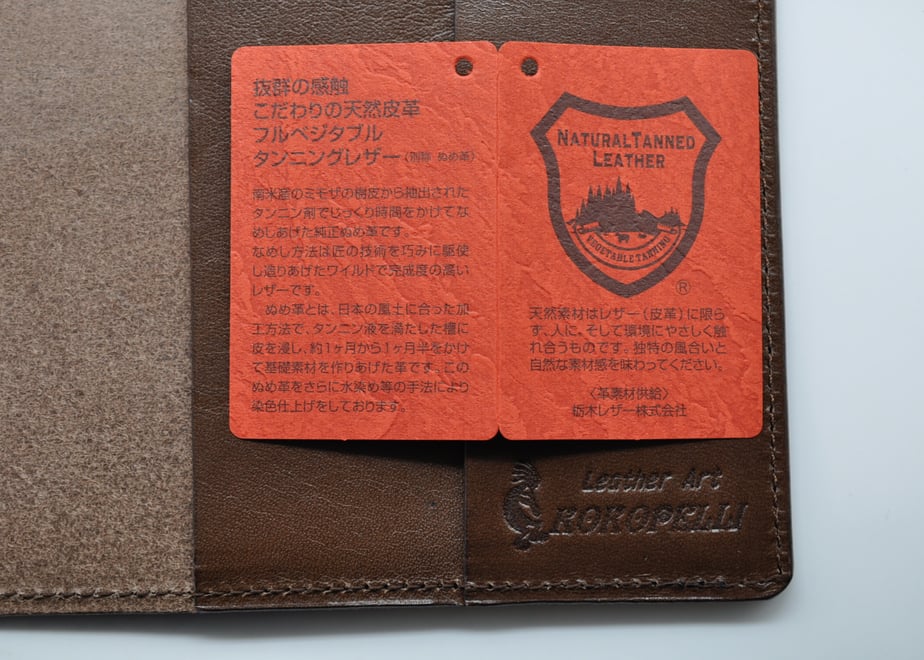 抜群の感触
こだわりの天然皮革
フルベジタブル
タンニングレザー（別称 ぬめ革）
南米産のミモザの樹皮から抽出された
タンニン剤でじっくり時間をかけてな
めしあげた純正ぬめ革です。
なめし方法は匠の技術を巧みに駆使
し造りあげたワイルドで完成度の高い
レザーです。
ぬめ革とは、日本の風土に合った加
工方法で、タンニン液を満たした槽に
皮を浸し、約1ヶ月から1ヶ月半をかけ
て基礎素材を作りあげた革です。この
ぬめ革をさらに水染め等の手法により
染色仕上げをしております。
NATURAL TANNED
LEATHER
VEGETABLE TANNING
®
天然素材はレザー（皮革）に限ら
ず、人に、そして環境にやさしく触
れ合うものです。独特の風合いと
自然な素材感を味わってください。
〈革素材供給〉
栃木レザー株式会社
Leather Art
KOKOPELLI